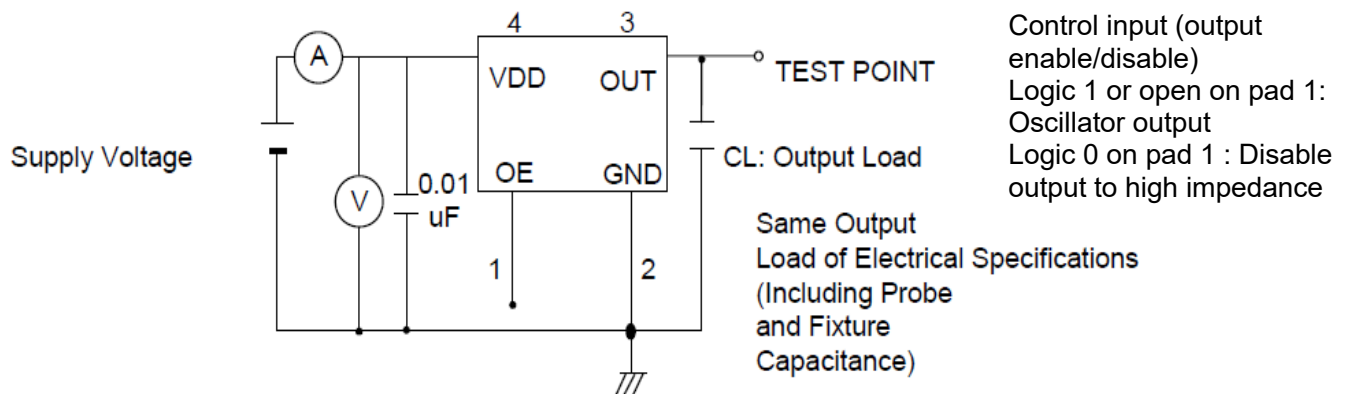 A
4
3
VDD
OUT
TEST POINT
Supply Voltage
V
0.01
uF
OE
GND
CL: Output Load
1
2
Same Output
Load of Electrical Specifications
(Including Probe
and Fixture
Capacitance)
Control input (output
enable/disable)
Logic 1 or open on pad 1:
Oscillator output
Logic 0 on pad 1 : Disable
output to high impedance